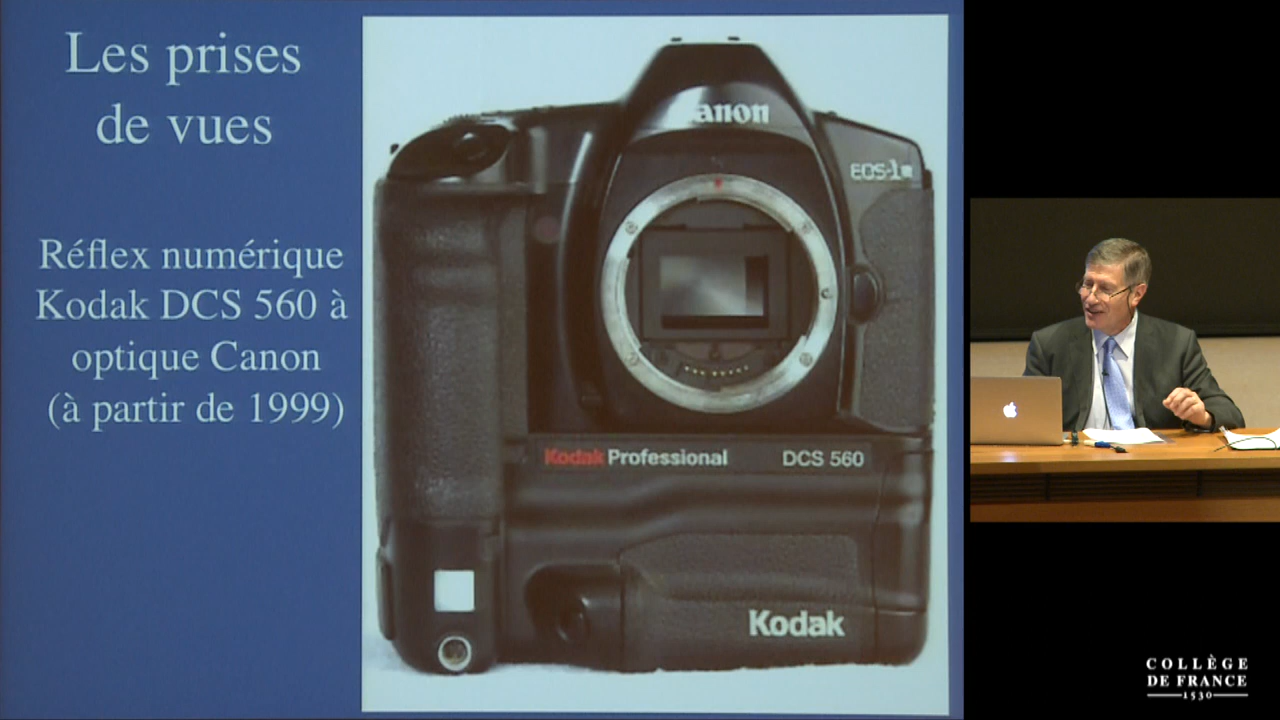 Les prises
de vues
Réflex numérique
Kodak DCS 560 à
optique Canon
(à partir de 1999)
Canon
EOS-1N
Kodak Professional DCS 560
Kodak
COLLÈGE
DE FRANCE
1530